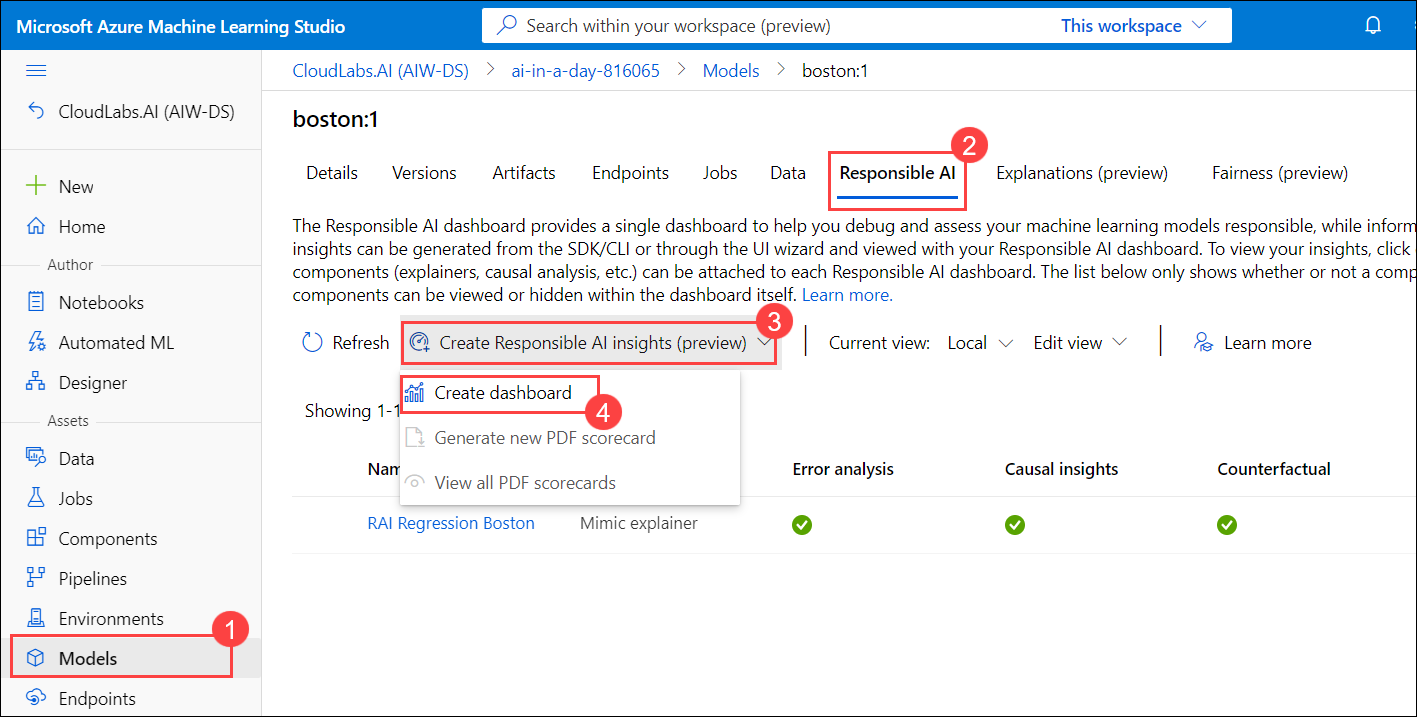 Microsoft Azure Machine Learning Studio
Search within your workspace (preview)
This workspace
CloudLabs.AI (AIW-DS)
New
Home
Author
Notebooks
Automated ML
Designer
Assets
Data
Jobs
Components
Pipelines
Environments
1
Models
Endpoints
CloudLabs.AI (AIW-DS) > ai-in-a-day-816065 > Models > boston:1
boston:1
2
Details Versions Artifacts Endpoints Jobs Data Responsible AI Explanations (preview) Fairness (preview)
The Responsible AI dashboard provides a single dashboard to help you debug and assess your machine learning models responsible, while inform
insights can be generated from the SDK/CLI or through the UI wizard and viewed with your Responsible AI dashboard. To view your insights, click
components (explainers, causal analysis, etc.) can be attached to each Responsible AI dashboard. The list below only shows whether or not a comp
components can be viewed or hidden within the dashboard itself. Learn more.
3
Refresh Create Responsible AI insights (preview) Current view: Local Edit view Learn more
Create dashboard
4
Showing 1-1
Generate new PDF scorecard
View all PDF scorecards
Nam Error analysis Causal insights Counterfactual
RAI Regression Boston Mimic explainer